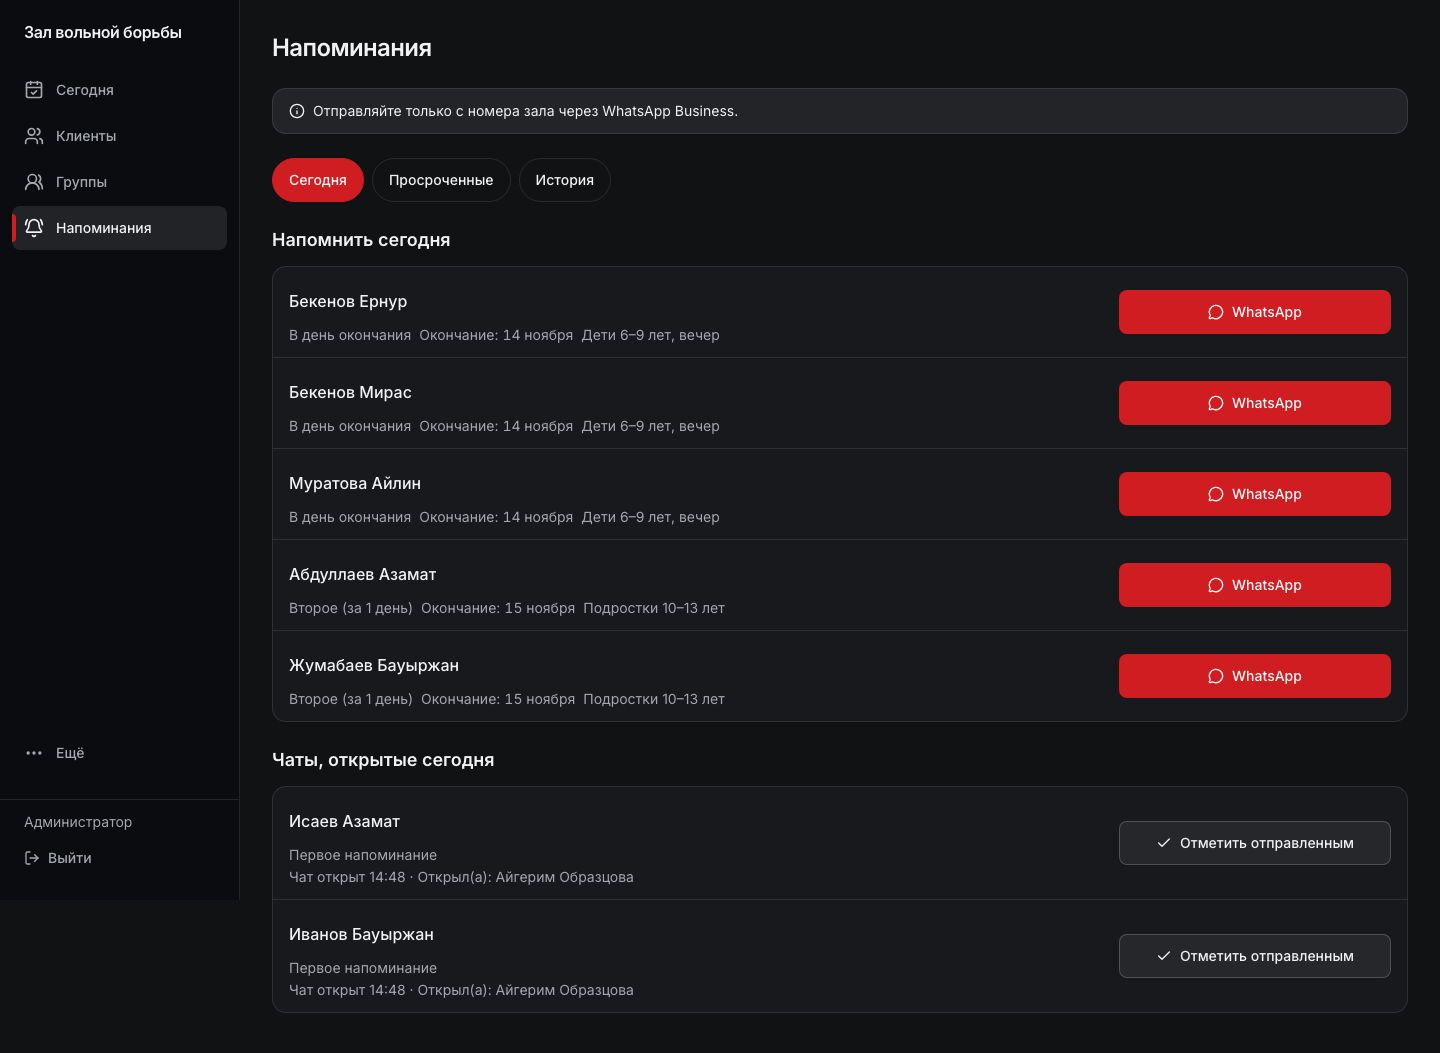 Зал вольной борьбы
Сегодня
Клиенты
Группы
Напоминания
Ещё
Администратор
Выйти
Напоминания
Отправляйте только с номера зала через WhatsApp Business.
Сегодня
Просроченные
История
Напомнить сегодня
Бекенов Ернур
В день окончания Окончание: 14 ноября Дети 6–9 лет, вечер
WhatsApp
Бекенов Мирас
В день окончания Окончание: 14 ноября Дети 6–9 лет, вечер
WhatsApp
Муратова Айлин
В день окончания Окончание: 14 ноября Дети 6–9 лет, вечер
WhatsApp
Абдуллаев Азамат
Второе (за 1 день) Окончание: 15 ноября Подростки 10–13 лет
WhatsApp
Жумабаев Бауыржан
Второе (за 1 день) Окончание: 15 ноября Подростки 10–13 лет
WhatsApp
Чаты, открытые сегодня
Исаев Азамат
Первое напоминание
Чат открыт 14:48 · Открыл(а): Айгерим Образцова
Отметить отправленным
Иванов Бауыржан
Первое напоминание
Чат открыт 14:48 · Открыл(а): Айгерим Образцова
Отметить отправленным